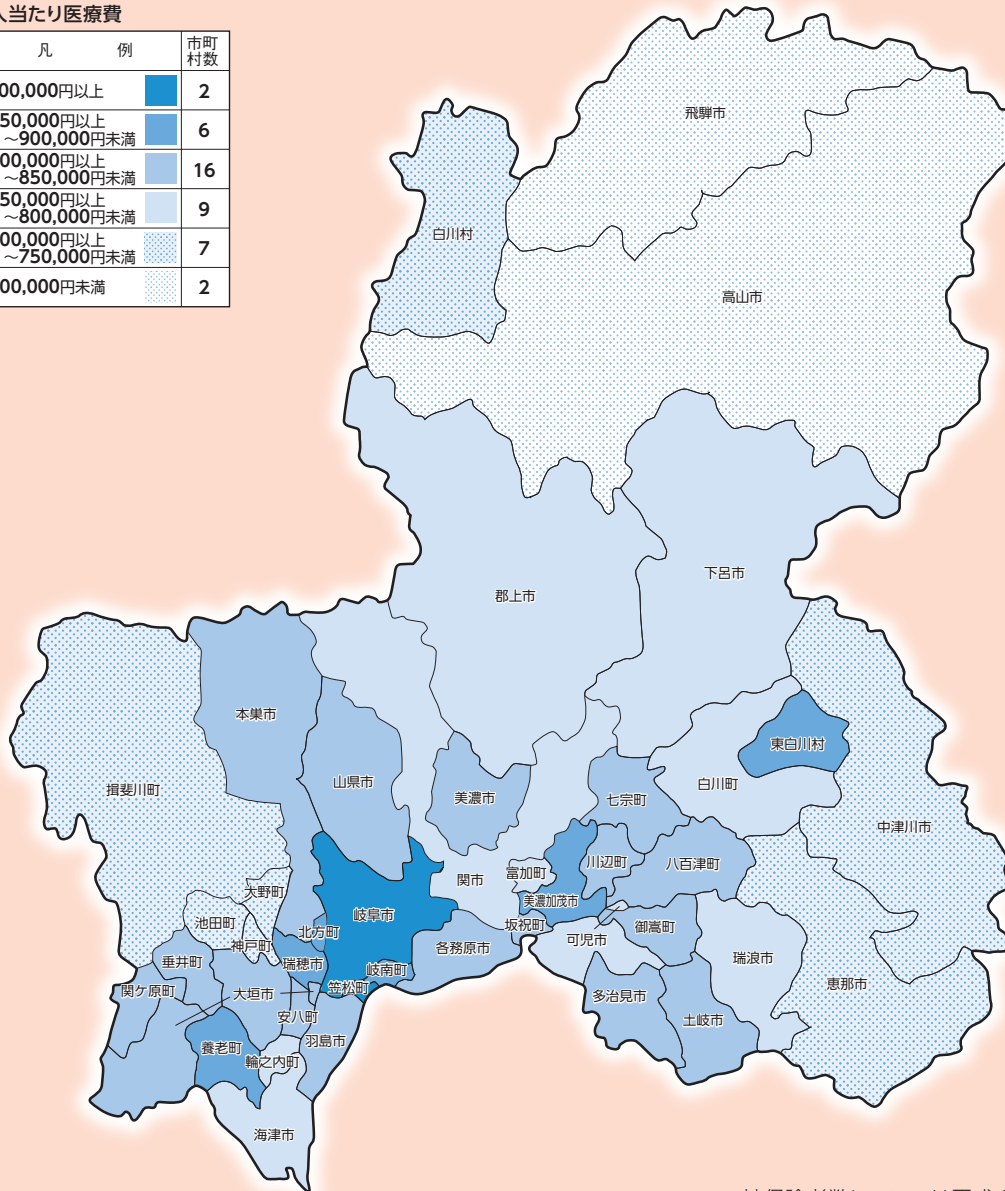 人当たり医療費
凡 例 市町村数
00,000円以上 2
50,000円以上
～900,000円未満 6
00,000円以上
～850,000円未満 16
50,000円以上
～800,000円未満 9
00,000円以上
～750,000円未満 7
00,000円未満 2
飛騨市
白川村
高山市
下呂市
郡上市
本巣市
東白川村
山県市
白川町
揖斐川町
美濃市
七宗町
中津川市
川辺町
八百津町
富加町
関市
大野町
美濃加茂市
岐阜市
池田町
坂祝町
御嵩町
北方町
可児市
神戸町
各務原市
瑞浪市
垂井町
瑞穂市
岐南町
恵那市
関ケ原町
大垣市
笠松町
多治見市
安八町
土岐市
羽島市
養老町
輪之内町
海津市